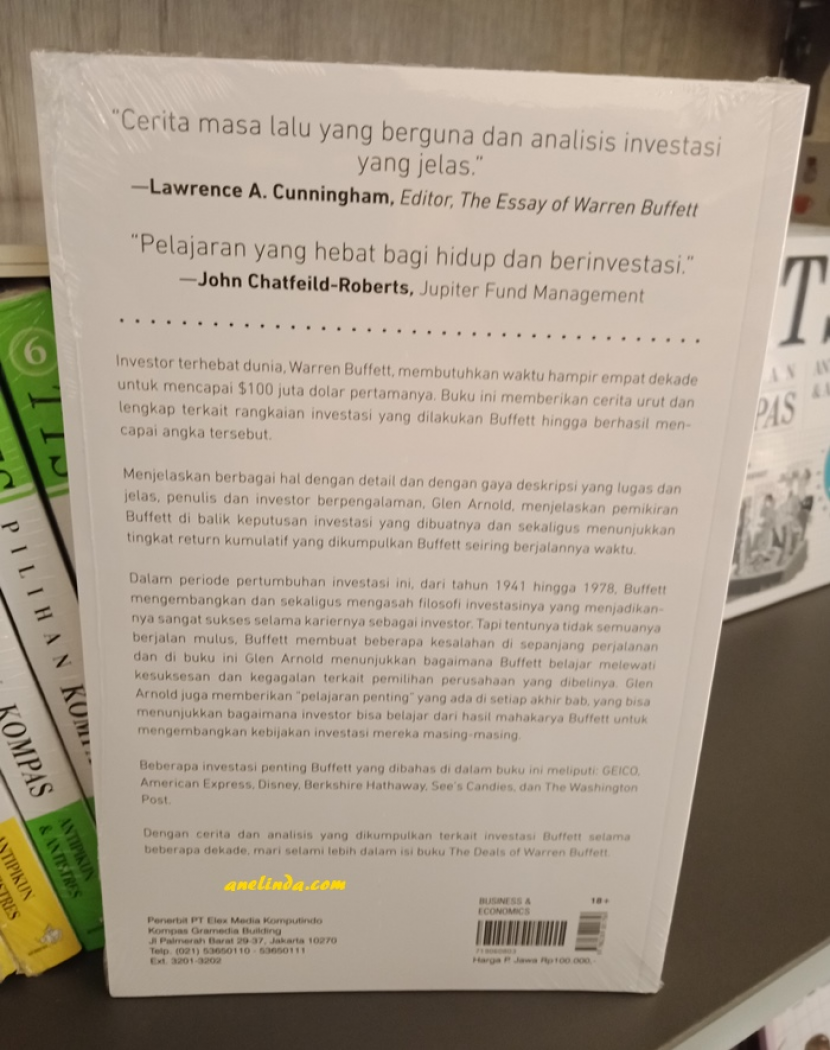 "Cerita masa lalu yang berguna dan analisis investasi
yang jelas."
—Lawrence A. Cunningham, Editor, The Essay of Warren Buffett
"Pelajaran yang hebat bagi hidup dan berinvestasi."
—John Chatfeild-Roberts, Jupiter Fund Management
Investor terhebat dunia, Warren Buffett, membutuhkan waktu hampir empat dekade
untuk mencapai $100 juta dolar pertamanya. Buku ini memberikan cerita urut dan
lengkap terkait rangkaian investasi yang dilakukan Buffett hingga berhasil men-
capai angka tersebut.
Menjelaskan berbagai hal dengan detail dan dengan gaya deskripsi yang lugas dan
jelas, penulis dan investor berpengalaman, Glen Arnold, menjelaskan pemikiran
Buffett di balik keputusan investasi yang dibuatnya dan sekaligus menunjukkan
tingkat return kumulatif yang dikumpulkan Buffett seiring berjalannya waktu.
Dalam periode pertumbuhan investasi ini, dari tahun 1941 hingga 1978, Buffett
mengembangkan dan sekaligus mengasah filosofi investasinya yang menjadikan-
nya sangat sukses selama kariernya sebagai investor. Tapi tentunya tidak semuanya
berjalan mulus, Buffett membuat beberapa kesalahan di sepanjang perjalanan
dan di buku ini Glen Arnold menunjukkan bagaimana Buffett belajar melewati
kesuksesan dan kegagalan terkait pemilihan perusahaan yang dibelinya. Glen
Arnold juga memberikan "pelajaran penting" yang ada di setiap akhir bab, yang bisa
menunjukkan bagaimana investor bisa belajar dari hasil mahakarya Buffett untuk
mengembangkan kebijakan investasi mereka masing-masing.
Beberapa investasi penting Buffett yang dibahas di dalam buku ini meliputi: GEICO,
American Express, Disney, Berkshire Hathaway, See's Candies, dan The Washington
Post.
Dengan cerita dan analisis yang dikumpulkan terkait investasi Buffett selama
beberapa dekade, mari selami lebih dalam isi buku The Deals of Warren Buffett.
anelinda.com
Penerbit PT Elex Media Komputindo
Kompas Gramedia Building
Jl Palmerah Barat 29-37, Jakarta 10270
Telp. (021) 53650110 - 53650111
Ext. 3201-3202
BUSINESS &
ECONOMICS
18+
Harga P. Jawa Rp100.000,-
6
PILIHAN
KOMPAS
ANTIPIKUN
& ANTISTRES
PAS